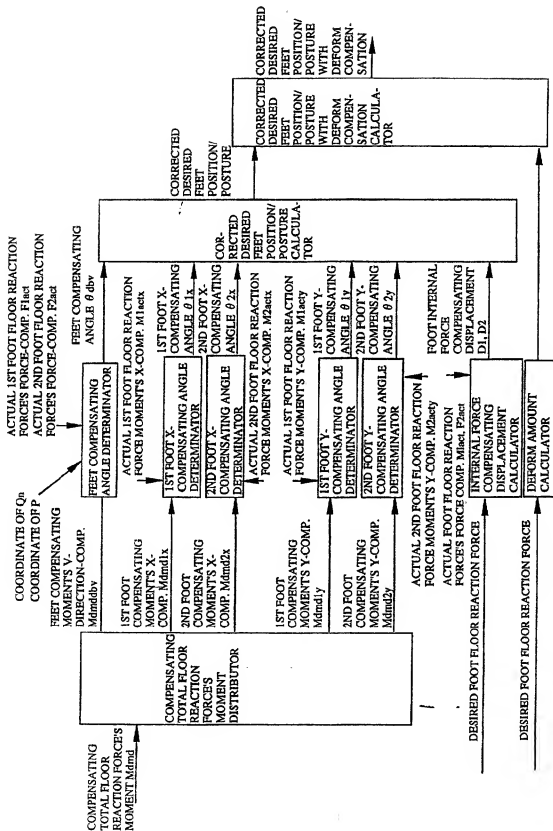 COMPENSATING
TOTAL FLOOR
REACTION FORCE'S
MOMENT Mdmd
COMPENSATING
TOTAL FLOOR
REACTION
FORCE'S
MOMENT
DISTRIBUTOR
COORDINATE OF Qn
COORDINATE OF P
ACTUAL 1ST FOOT FLOOR REACTION
FORCE'S FORCE-COMP. F1act
ACTUAL 2ND FOOT FLOOR REACTION
FORCE'S FORCE-COMP. F2act
FEET COMPENSATING
MOMENT'S V-
DIRECTION-COMP.
Mdmddbv
FEET COMPENSATING
ANGLE DETERMINATOR
FEET COMPENSATING
ANGLE θ dbv
ACTUAL 1ST FOOT FLOOR REACTION
FORCE MOMENT'S X-COMP. M1actx
1ST FOOT
COMPENSATING
MOMENT'S X-
COMP. Mdmd1x
1ST FOOT X-
COMPENSATING ANGLE
DETERMINATOR
1ST FOOT X-
COMPENSATING
ANGLE θ 1x
2ND FOOT
COMPENSATING
MOMENT'S X-
COMP. Mdmd2x
2ND FOOT X-
COMPENSATING ANGLE
DETERMINATOR
2ND FOOT X-
COMPENSATING
ANGLE θ 2x
ACTUAL 2ND FOOT FLOOR REACTION
FORCE MOMENT'S X-COMP. M2actx
ACTUAL 1ST FOOT FLOOR REACTION
FORCE MOMENT'S Y-COMP. M1acty
1ST FOOT
COMPENSATING
MOMENT'S Y-COMP.
Mdmd1y
1ST FOOT Y-
COMPENSATING ANGLE
DETERMINATOR
1ST FOOT Y-
COMPENSATING
ANGLE θ 1y
2ND FOOT
COMPENSATING
MOMENT'S Y-COMP.
Mdmd2y
2ND FOOT Y-
COMPENSATING ANGLE
DETERMINATOR
2ND FOOT Y-
COMPENSATING
ANGLE θ 2y
ACTUAL 2ND FOOT FLOOR REACTION
FORCE MOMENT'S Y-COMP. M2acty
ACTUAL FOOT FLOOR REACTION
FORCE'S FORCE COMP. M1act, F2act
DESIRED FOOT FLOOR REACTION FORCE
INTERNAL FORCE
COMPENSATING
DISPLACEMENT
CALCULATOR
FOOT INTERNAL
FORCE
COMPENSATING
DISPLACEMENT
D1, D2
DESIRED FOOT FLOOR REACTION FORCE
DEFORM AMOUNT
CALCULATOR
COR-
RECTED
DESIRED
FEET
POSITION/
POSTURE
CALCULA-
TOR
CORRECTED
DESIRED
FEET
POSITION/
POSTURE
CORRECTED
DESIRED
FEET
POSITION/
POSTURE
WITH
DEFORM
COMPEN-
SATION
CALCULA-
TOR
CORRECTED
DESIRED
FEET
POSITION/POSTURE
WITH
DEFORM
COMPEN-
SATION